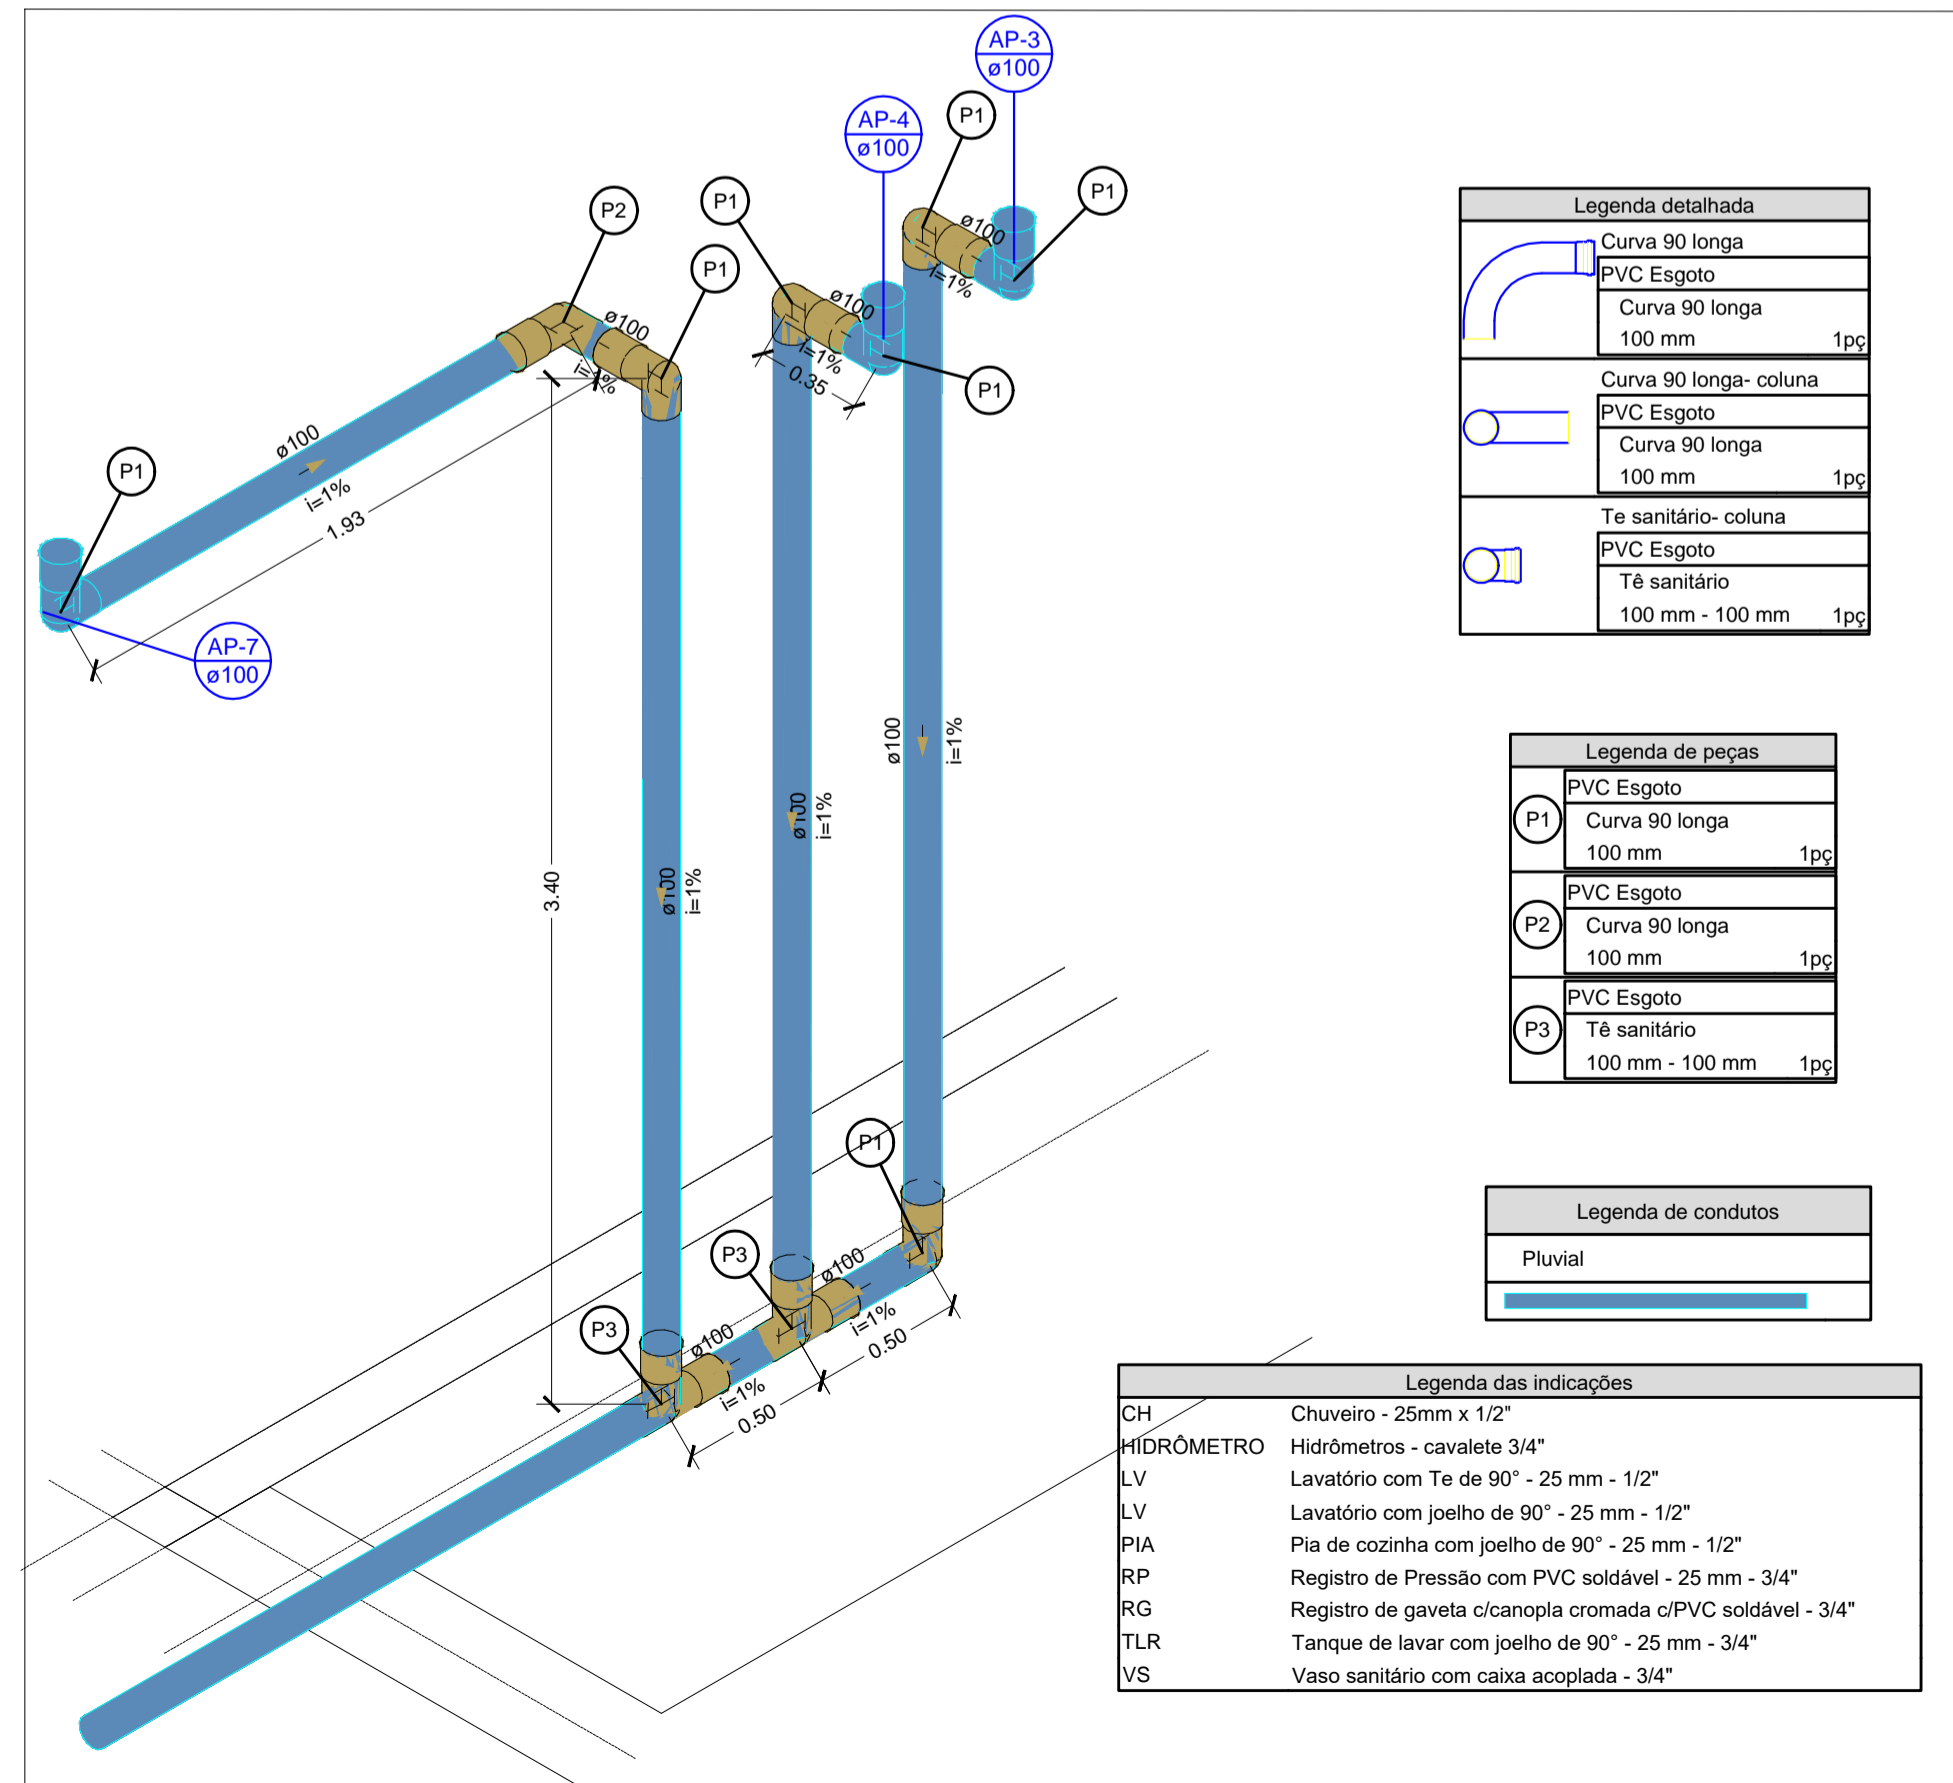 AP-3
ø100
AP-4
ø100
P1
P1
P1
P2
P1
ø100
i=1%
ø100
i=1%
0.35
P1
ø100
i=1%
P1
ø100
i=1%
1.93
AP-7
ø100
3.40
ø100
i=1%
ø100
i=1%
ø100
i=1%
P1
P3
ø100
i=1%
0.50
P3
ø100
i=1%
0.50
Legenda detalhada
Curva 90 longa
PVC Esgoto
Curva 90 longa
100 mm 1pç
Curva 90 longa- coluna
PVC Esgoto
Curva 90 longa
100 mm 1pç
Te sanitário- coluna
PVC Esgoto
Tê sanitário
100 mm - 100 mm 1pç
Legenda de peças
P1
PVC Esgoto
Curva 90 longa
100 mm 1pç
P2
PVC Esgoto
Curva 90 longa
100 mm 1pç
P3
PVC Esgoto
Tê sanitário
100 mm - 100 mm 1pç
Legenda de condutos
Pluvial
Legenda das indicações
CH Chuveiro - 25mm x 1/2"
HIDRÔMETRO Hidrômetros - cavalete 3/4"
LV Lavatório com Te de 90° - 25 mm - 1/2"
LV Lavatório com joelho de 90° - 25 mm - 1/2"
PIA Pia de cozinha com joelho de 90° - 25 mm - 1/2"
RP Registro de Pressão com PVC soldável - 25 mm - 3/4"
RG Registro de gaveta c/canopla cromada c/PVC soldável - 3/4"
TLR Tanque de lavar com joelho de 90° - 25 mm - 3/4"
VS Vaso sanitário com caixa acoplada - 3/4"